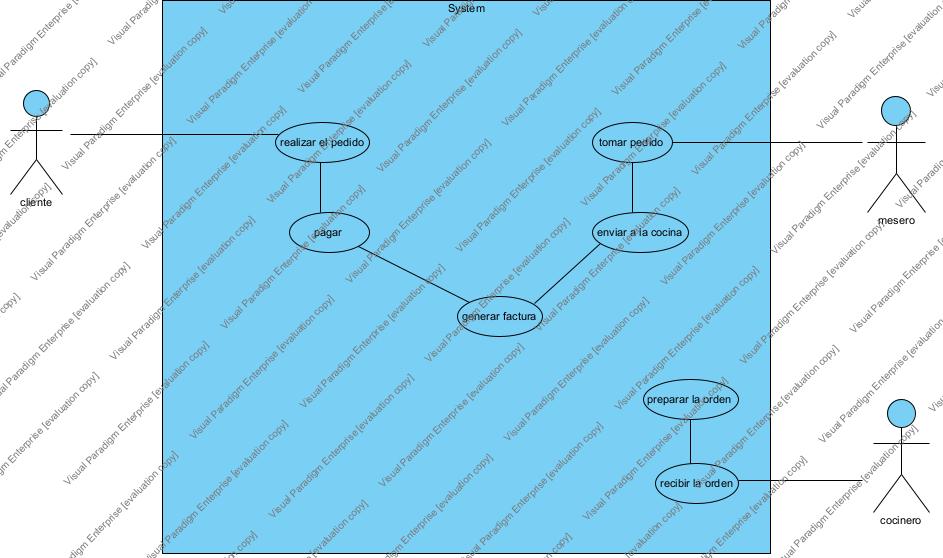 System
realizar el pedido
tomar pedido
cliente
mesero
pagar
enviar a la cocina
generar factura
preparar la orden
recibir la orden
cocinero
Visual Paradigm Enterprise [evaluation copy]